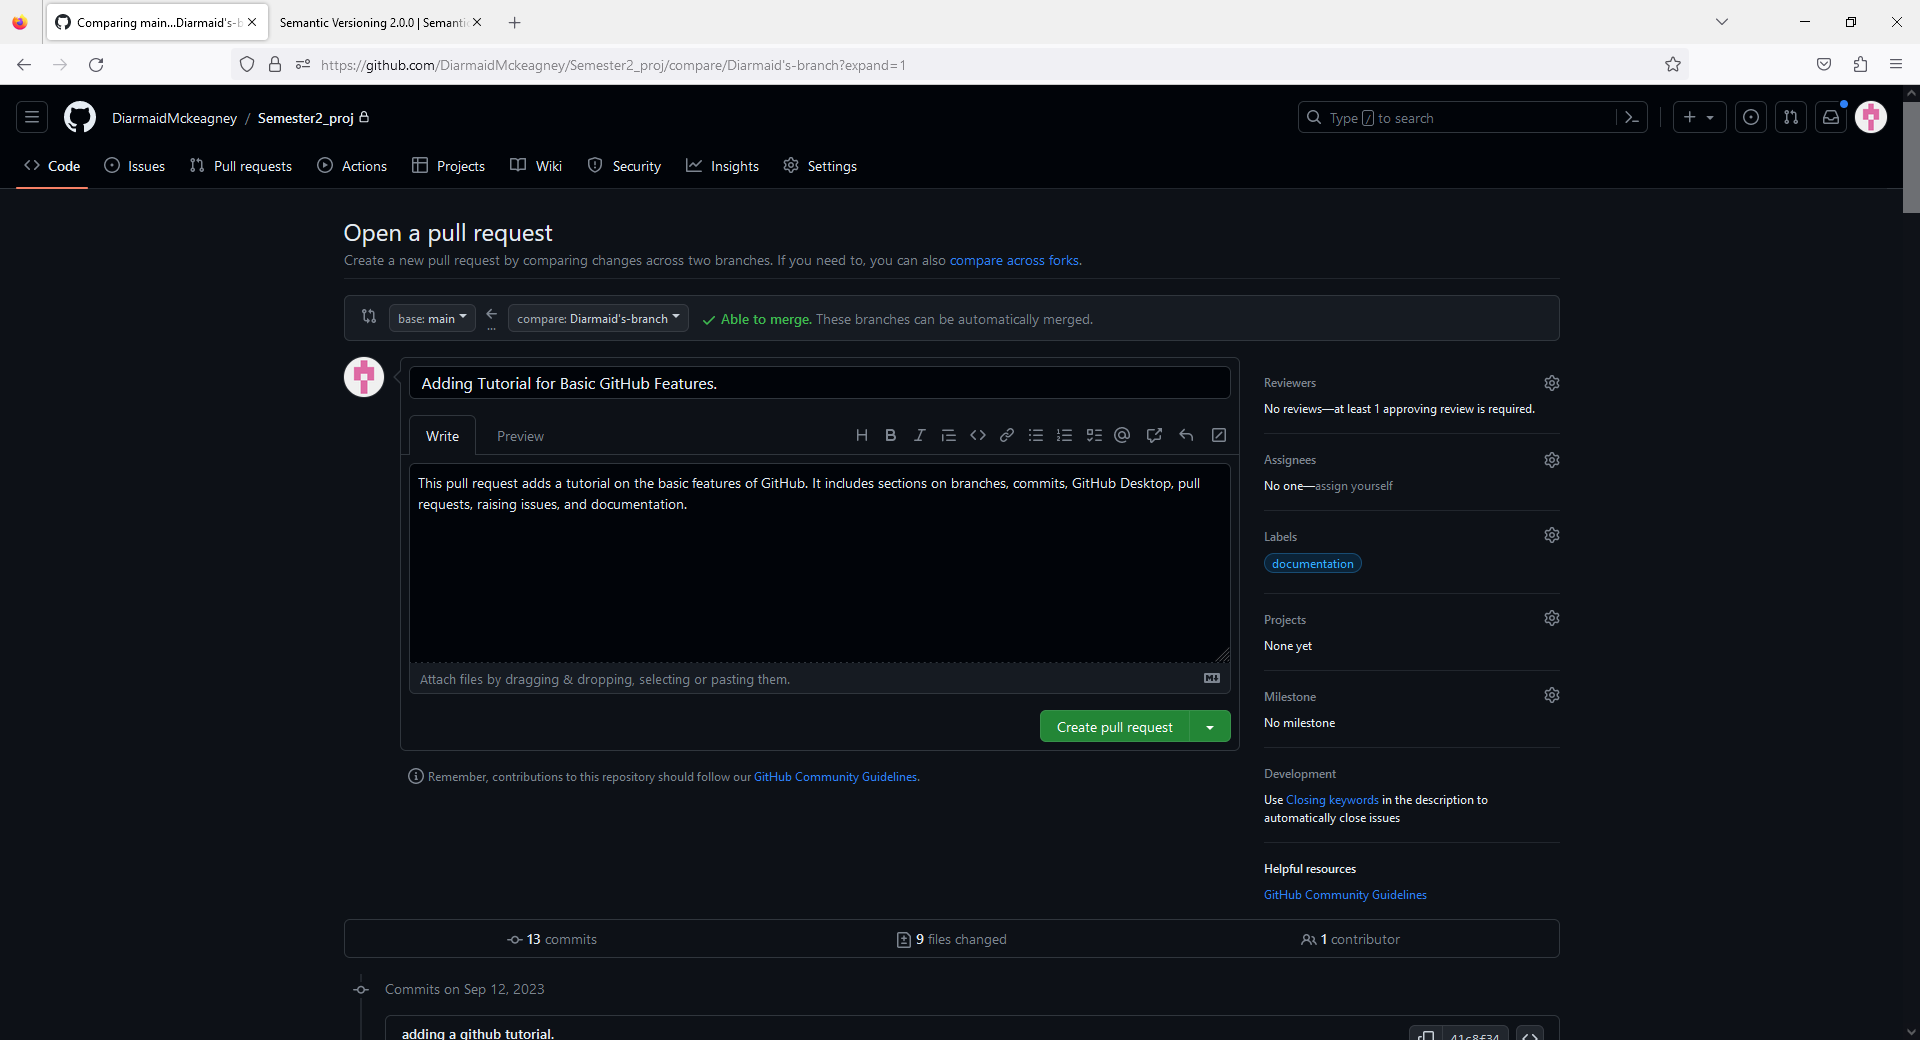 Comparing main...Diarmaid's-b
Semantic Versioning 2.0.0 | Semantic
https://github.com/DiarmaidMckeagney/Semester2_proj/compare/Diarmaid's-branch?expand=1
DiarmaidMckeagney / Semester2_proj
Type / to search
Code Issues Pull requests Actions Projects Wiki Security Insights Settings
Open a pull request
Create a new pull request by comparing changes across two branches. If you need to, you can also compare across forks.
base: main ← ... compare: Diarmaid's-branch Able to merge. These branches can be automatically merged.
Adding Tutorial for Basic GitHub Features.
Write Preview
This pull request adds a tutorial on the basic features of GitHub. It includes sections on branches, commits, GitHub Desktop, pull
requests, raising issues, and documentation.
Attach files by dragging & dropping, selecting or pasting them.
Create pull request
Remember, contributions to this repository should follow our GitHub Community Guidelines.
Reviewers
No reviews—at least 1 approving review is required.
Assignees
No one—assign yourself
Labels
documentation
Projects
None yet
Milestone
No milestone
Development
Use Closing keywords in the description to
automatically close issues
Helpful resources
GitHub Community Guidelines
13 commits 9 files changed 1 contributor
Commits on Sep 12, 2023
adding a github tutorial.
41c8f34